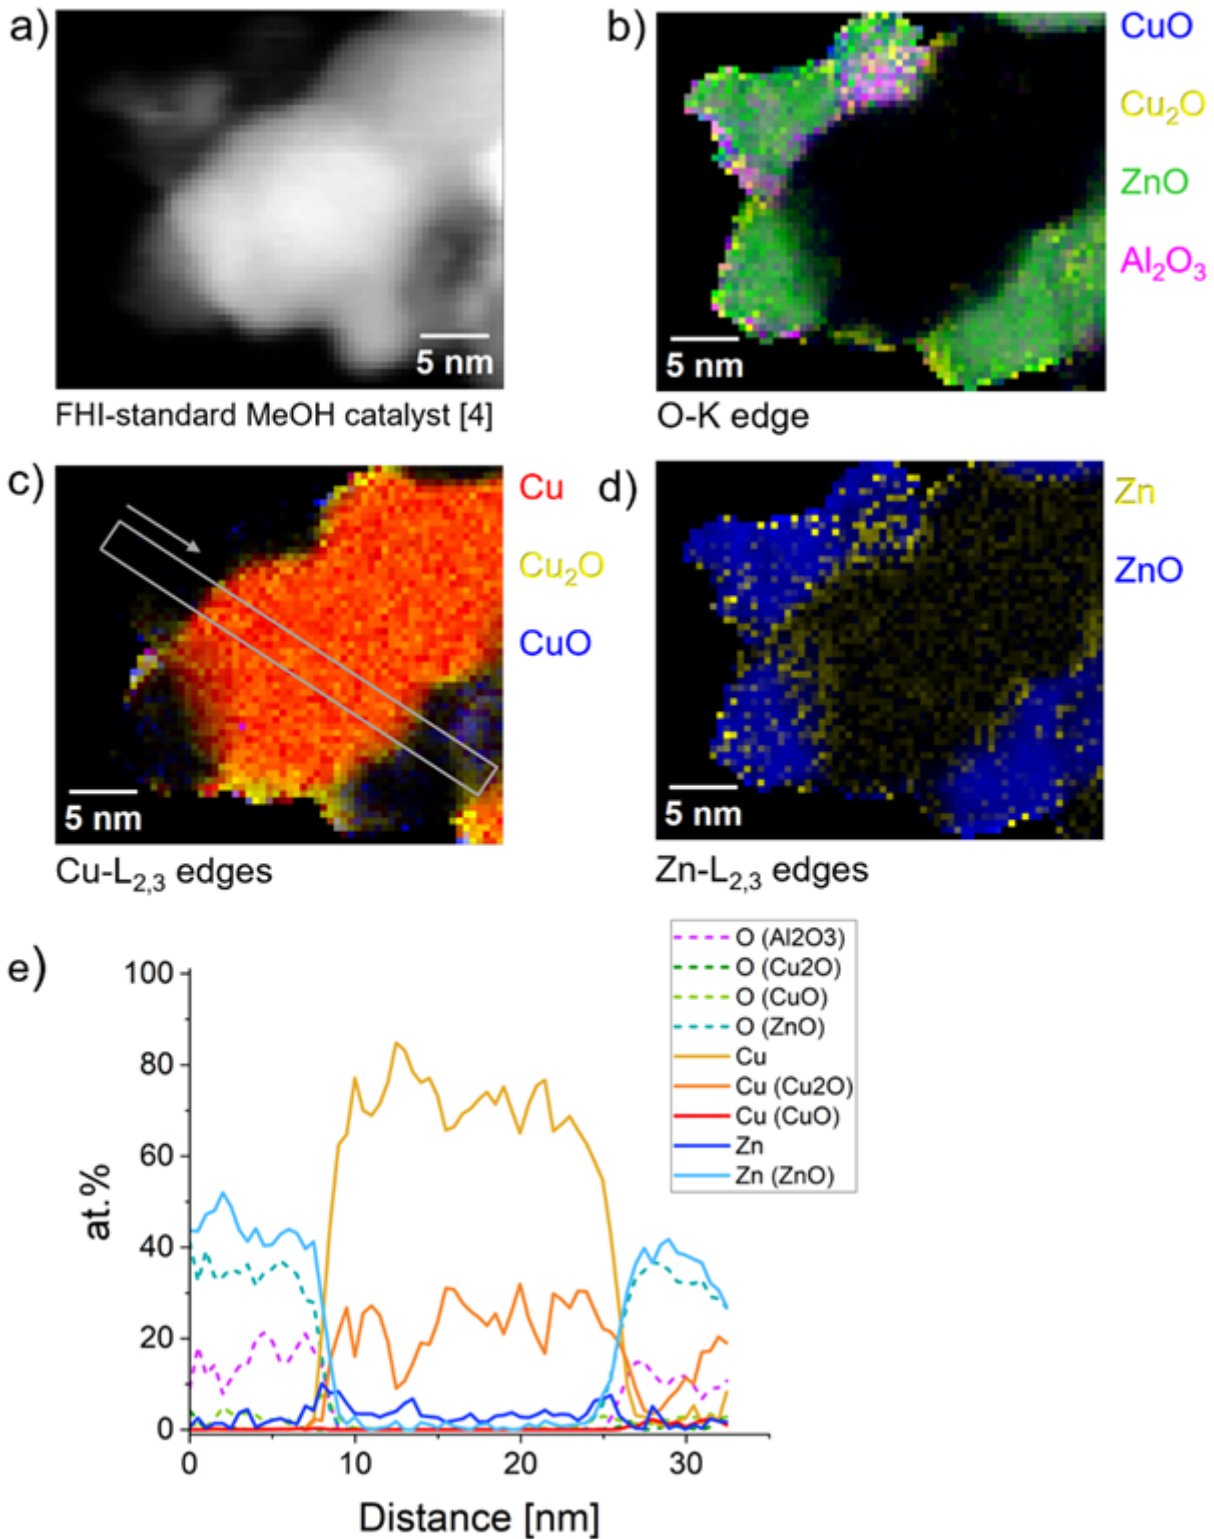 a)
5 nm
FHI-standard MeOH catalyst [4]
b)
CuO
Cu₂O
ZnO
Al₂O₃
5 nm
O-K edge
c)
Cu
Cu₂O
CuO
5 nm
Cu-L₂,₃ edges
d)
Zn
ZnO
5 nm
Zn-L₂,₃ edges
e)
O (Al2O3)
O (Cu2O)
O (CuO)
O (ZnO)
Cu
Cu (Cu2O)
Cu (CuO)
Zn
Zn (ZnO)
100
80
60
40
20
0
at.%
0 10 20 30
Distance [nm]